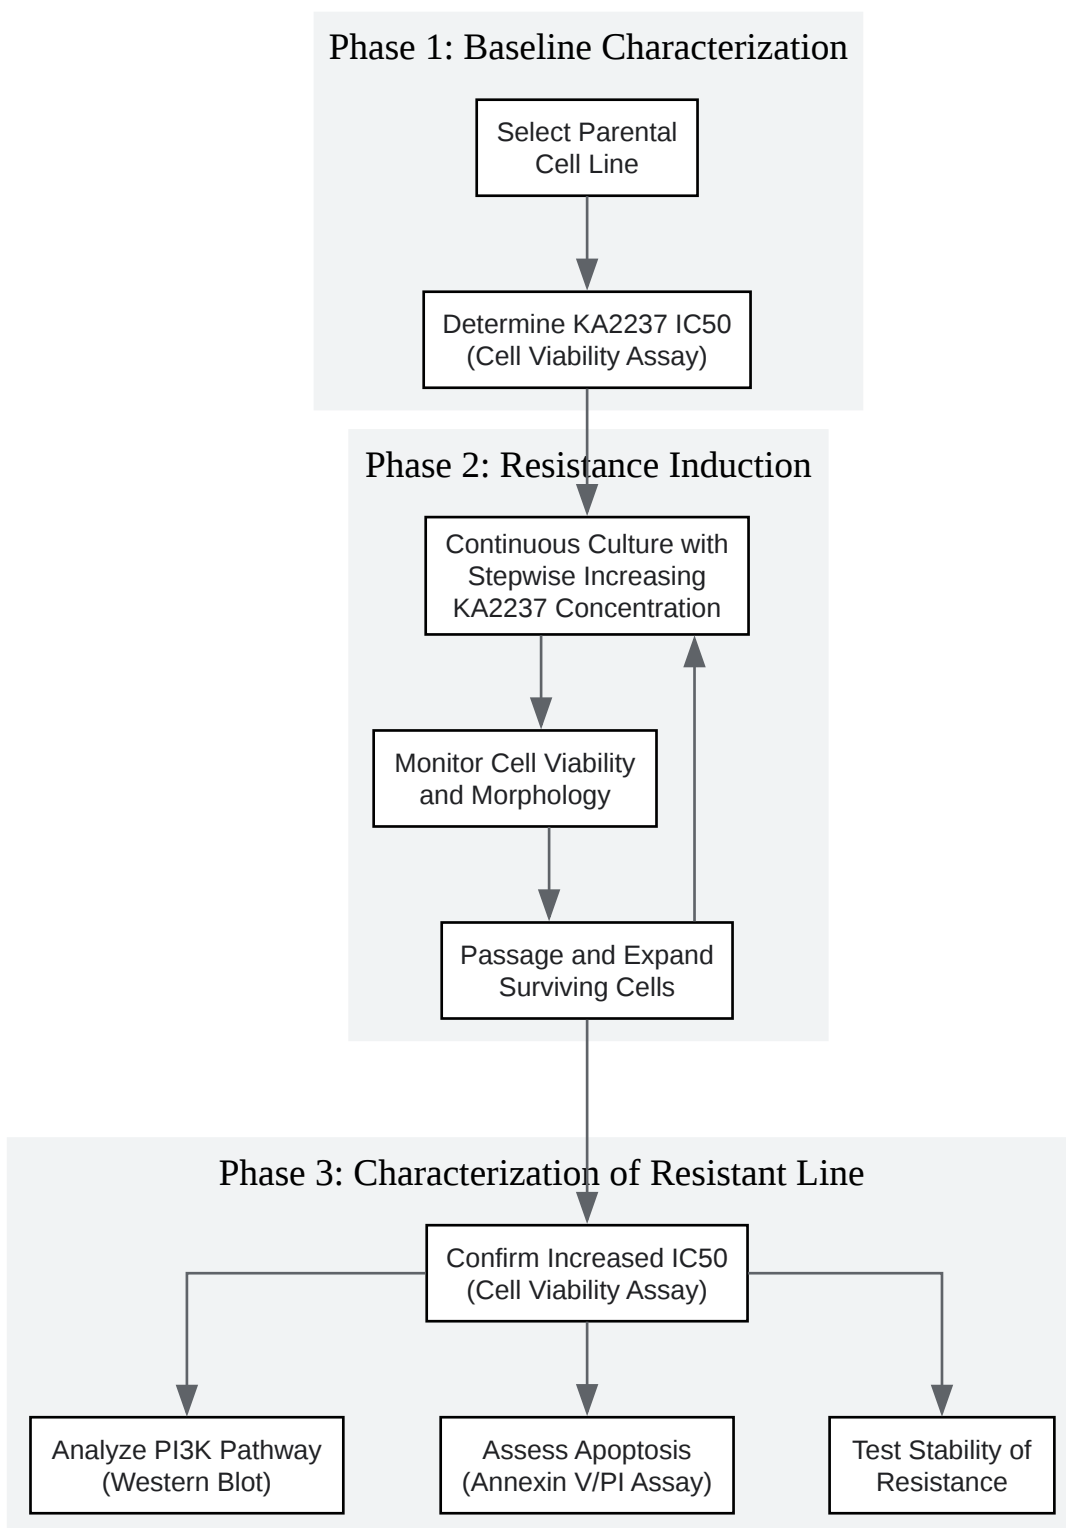 Phase 1: Baseline Characterization
Select Parental
Cell Line
Determine KA2237 IC50
(Cell Viability Assay)
Phase 2: Resistance Induction
Continuous Culture with
Stepwise Increasing
KA2237 Concentration
Monitor Cell Viability
and Morphology
Passage and Expand
Surviving Cells
Phase 3: Characterization of Resistant Line
Confirm Increased IC50
(Cell Viability Assay)
Analyze PI3K Pathway
(Western Blot)
Assess Apoptosis
(Annexin V/PI Assay)
Test Stability of
Resistance